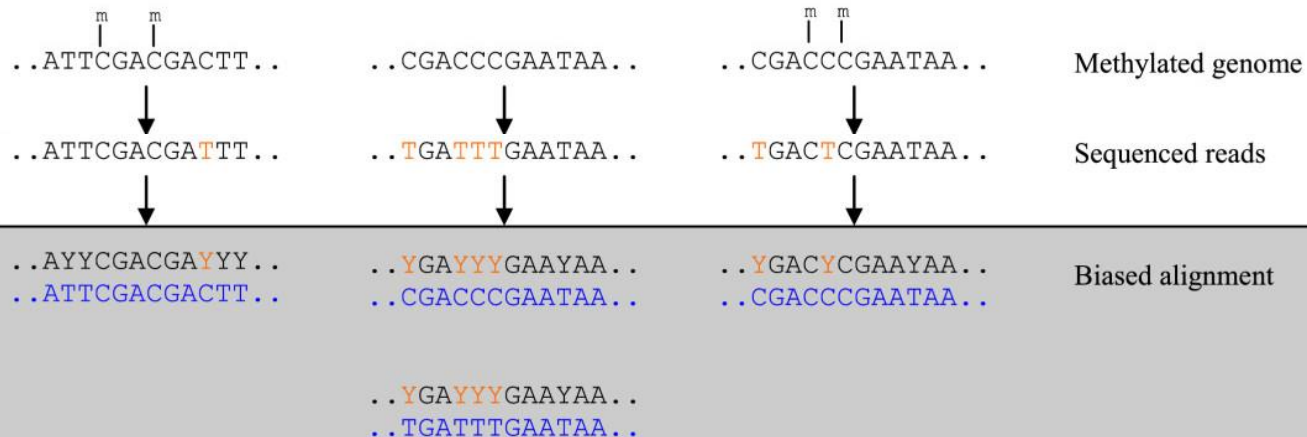 m m m m
..ATTCGACGACTT.. ..CGACCCGAATAA.. ..CGACCCGAATAA.. Methylated genome
..ATTCGACGATTT.. ..TGATTTGAATAA.. ..TGACTCGAATAA.. Sequenced reads
..AYYCGACGAYYY.. ..YGAYYYGAAYAA.. ..YGACYCGAAYAA.. Biased alignment
..ATTCGACGACTT.. ..CGACCCGAATAA.. ..CGACCCGAATAA..
..YGAYYYGAAYAA..
..TGATTTGAATAA..